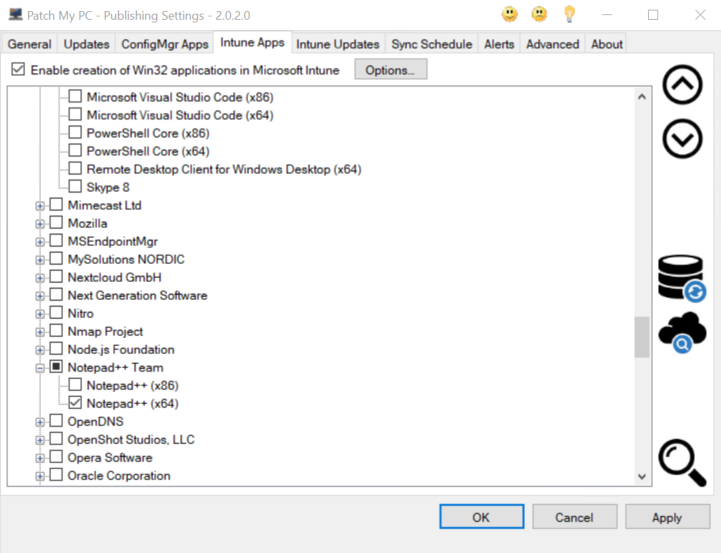 Patch My PC - Publishing Settings - 2.0.2.0
General Updates ConfigMgr Apps Intune Apps Intune Updates Sync Schedule Alerts Advanced About
Enable creation of Win32 applications in Microsoft Intune Options...
Microsoft Visual Studio Code (x86)
Microsoft Visual Studio Code (x64)
PowerShell Core (x86)
PowerShell Core (x64)
Remote Desktop Client for Windows Desktop (x64)
Skype 8
Mimecast Ltd
Mozilla
MSEndpointMgr
MySolutions NORDIC
Nextcloud GmbH
Next Generation Software
Nitro
Nmap Project
Node.js Foundation
Notepad++ Team
Notepad++ (x86)
Notepad++ (x64)
OpenDNS
OpenShot Studios, LLC
Opera Software
Oracle Corporation
OK Cancel Apply